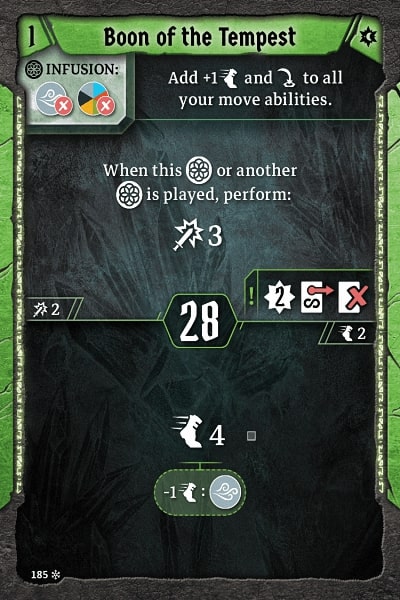 1 Boon of the Tempest
INFUSION:
Add +1 and to all
your move abilities.
When this or another
is played, perform:
3
2
28
2
S
2
4
-1 :
185